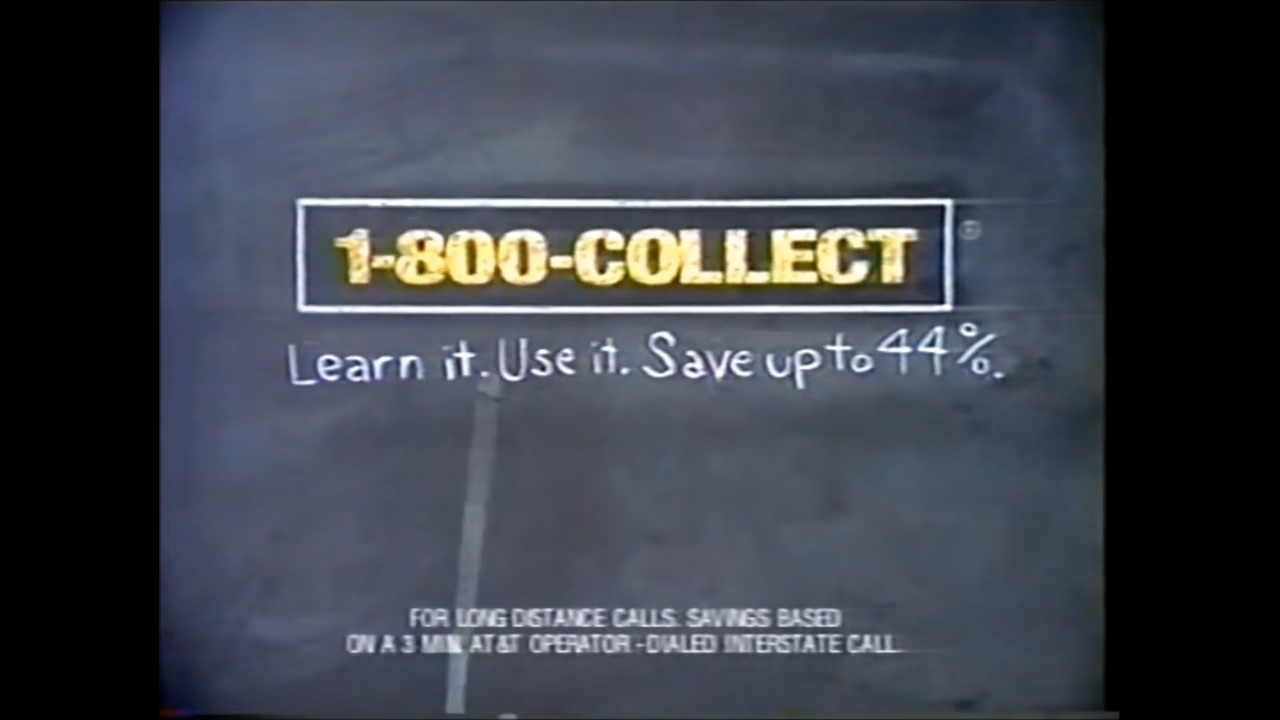 1-800-COLLECT ®
Learn it. Use it. Save up to 44%.
FOR LONG DISTANCE CALLS. SAVINGS BASED
ON A 3 MIN. AT&T OPERATOR-DIALED INTERSTATE CALL.